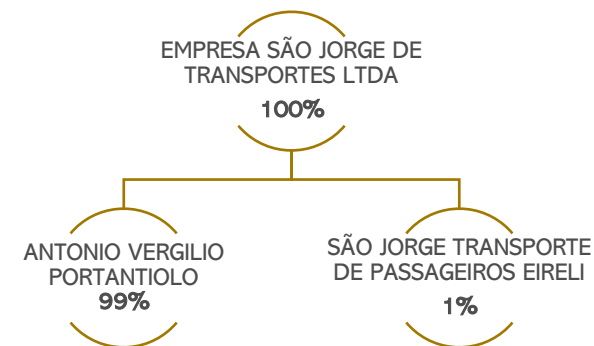 EMPRESA SÃO JORGE DE
TRANSPORTES LTDA
100%
ANTONIO VERGILIO
PORTANTIOLO
99%
SÃO JORGE TRANSPORTE
DE PASSAGEIROS EIRELI
1%